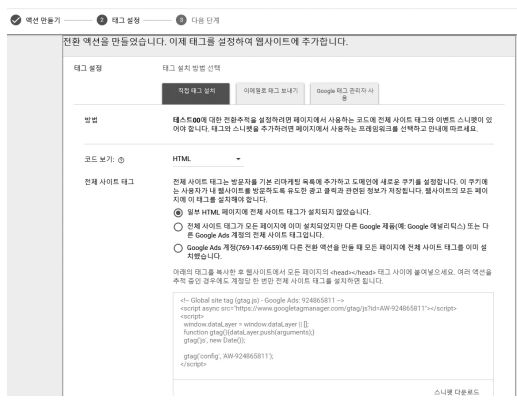 액션 만들기
2 태그 설정
3 다음 단계
전환 액션을 만들었습니다. 이제 태그를 설정하여 웹사이트에 추가합니다.
태그 설정
태그 설치 방법 선택
직접 태그 설치
이메일로 태그 보내기
Google 태그 관리자 사
용
방법
테스트00에 대한 전환추적을 설정하려면 페이지에서 사용하는 코드에 전체 사이트 태그와 이벤트 스니펫이 있
어야 합니다. 태그와 스니펫을 추가하려면 페이지에서 사용하는 프레임워크를 선택하고 안내에 따르세요.
코드 보기: ?
HTML
전체 사이트 태그
전체 사이트 태그는 방문자를 기본 리마케팅 목록에 추가하고 도메인에 새로운 쿠키를 설정합니다. 이 쿠키에
는 사용자가 내 웹사이트를 방문하도록 유도한 광고 클릭과 관련된 정보가 저장됩니다. 웹사이트의 모든 페이
지에 이 태그를 설치해야 합니다.
일부 HTML 페이지에 전체 사이트 태그가 설치되지 않았습니다.
전체 사이트 태그가 모든 페이지에 이미 설치되었지만 다른 Google 제품(예: Google 애널리틱스) 또는 다
른 Google Ads 계정의 전체 사이트 태그입니다.
Google Ads 계정(769-147-6659)에 다른 전환 액션을 만들 때 모든 페이지에 전체 사이트 태그를 이미 설
치했습니다.
아래의 태그를 복사한 후 웹사이트에서 모든 페이지의 <head></head> 태그 사이에 붙여넣으세요. 여러 액션을
추적 중인 경우에도 계정당 한 번만 전체 사이트 태그를 설치하면 됩니다.
<!-- Global site tag (gtag.js) - Google Ads: 924865811 -->
<script async src="https://www.googletagmanager.com/gtag/js?id=AW-924865811"></script>
<script>
window.dataLayer = window.dataLayer || [];
function gtag(){dataLayer.push(arguments);}
gtag('js', new Date());
gtag('config', 'AW-924865811');
</script>
스니펫 다운로드